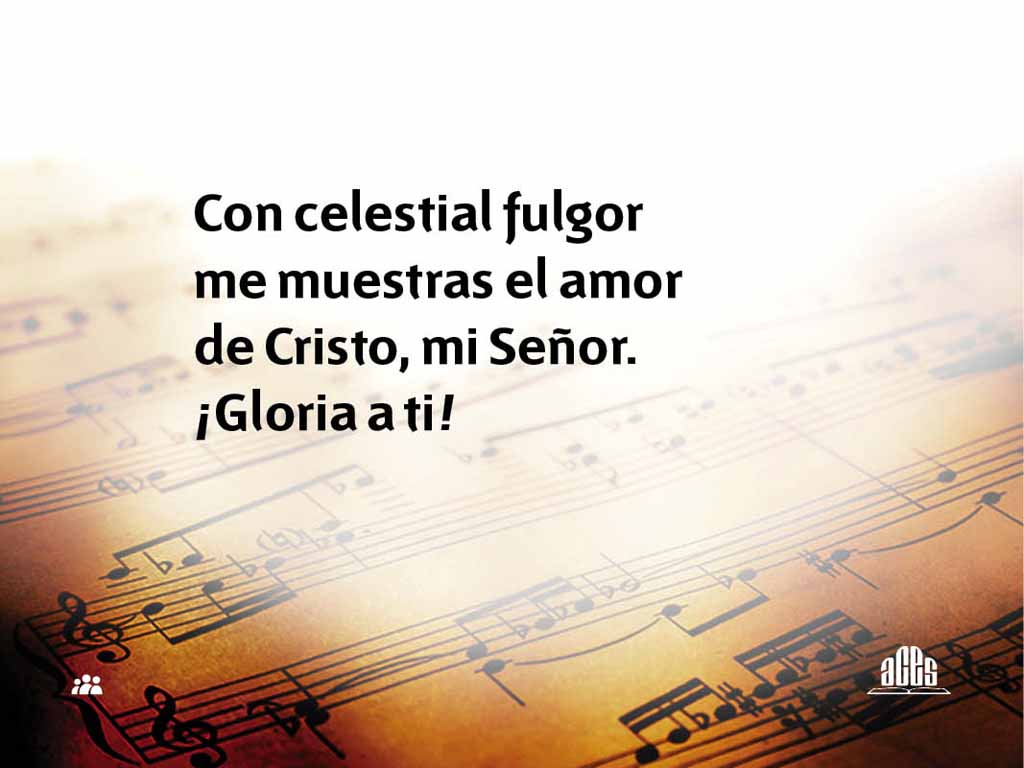 Con celestial fulgor
me muestras el amor
de Cristo, mi Señor.
¡Gloria a ti!
aces